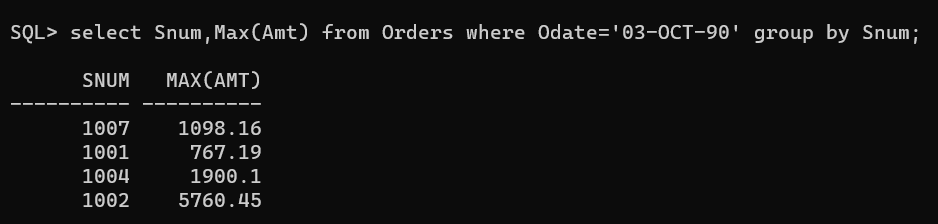 SQL> select Snum,Max(Amt) from Orders where Odate='03-OCT-90' group by Snum;
      SNUM   MAX(AMT)
---------- ----------
      1007    1098.16
      1001     767.19
      1004     1900.1
      1002    5760.45